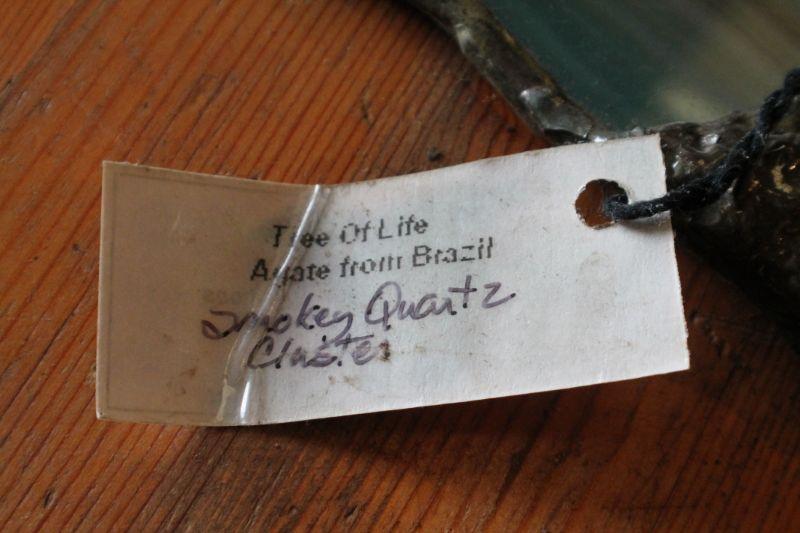 Tree Of Life
Agate from Brazil
Smokey Quartz
Cluster